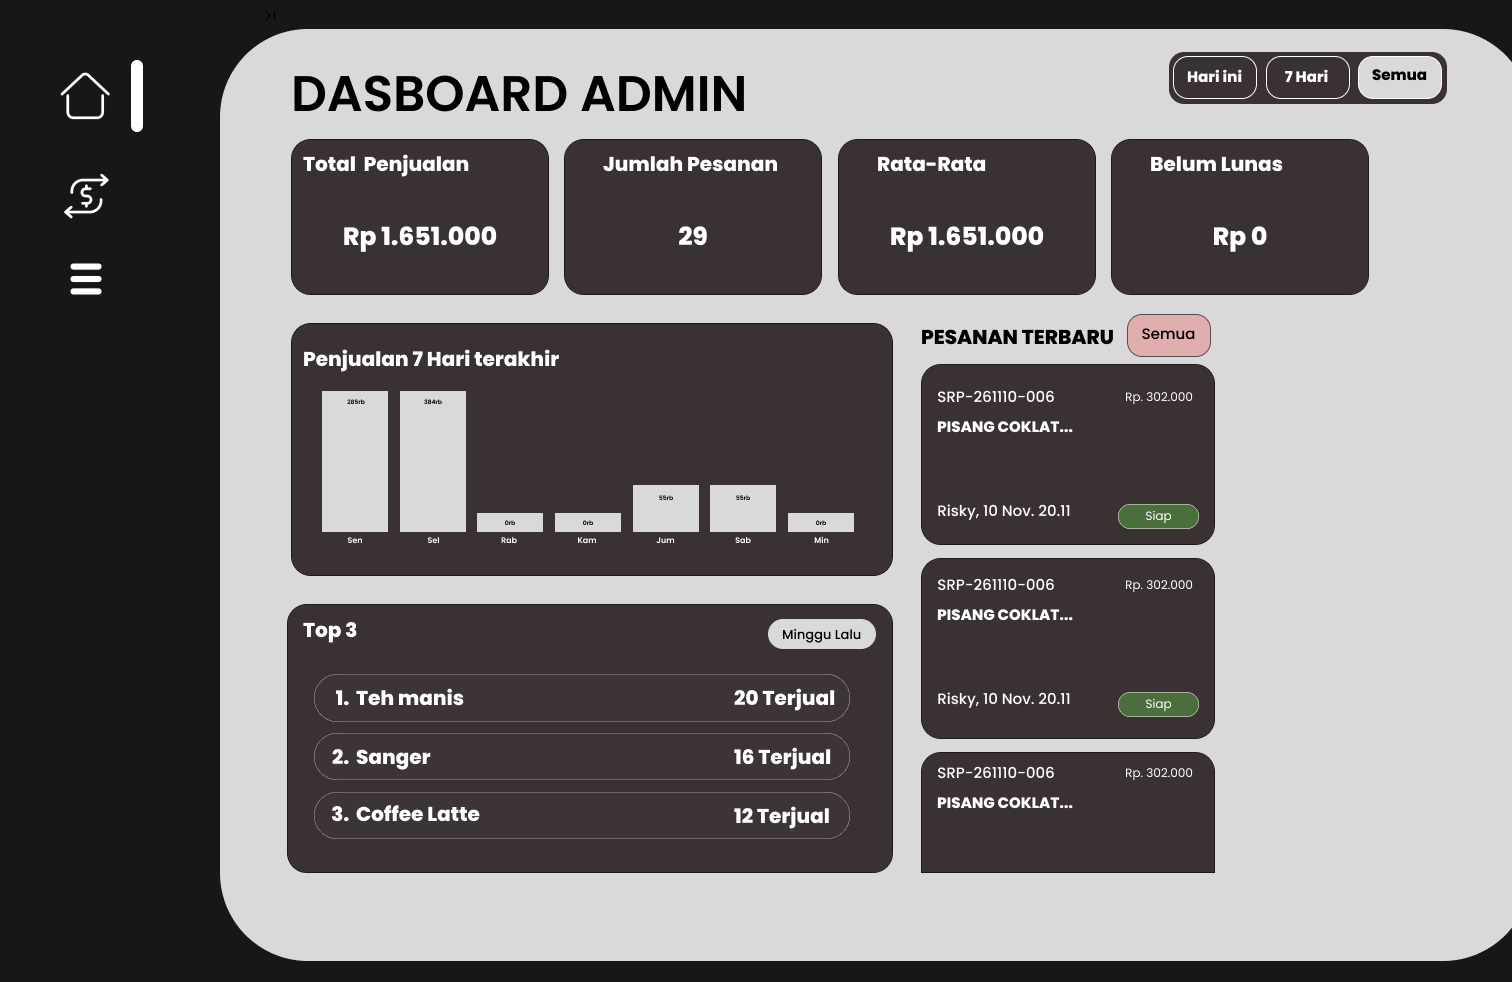 DASBOARD ADMIN
Hari ini
7 Hari
Semua
Total Penjualan
Rp 1.651.000
Jumlah Pesanan
29
Rata-Rata
Rp 1.651.000
Belum Lunas
Rp 0
Penjualan 7 Hari terakhir
285rb
384rb
0rb
0rb
55rb
55rb
0rb
Sen
Sel
Rab
Kam
Jum
Sab
Min
Top 3
Minggu Lalu
1. Teh manis
20 Terjual
2. Sanger
16 Terjual
3. Coffee Latte
12 Terjual
PESANAN TERBARU
Semua
SRP-261110-006
Rp. 302.000
PISANG COKLAT...
Risky, 10 Nov. 20.11
Siap
SRP-261110-006
Rp. 302.000
PISANG COKLAT...
Risky, 10 Nov. 20.11
Siap
SRP-261110-006
Rp. 302.000
PISANG COKLAT...